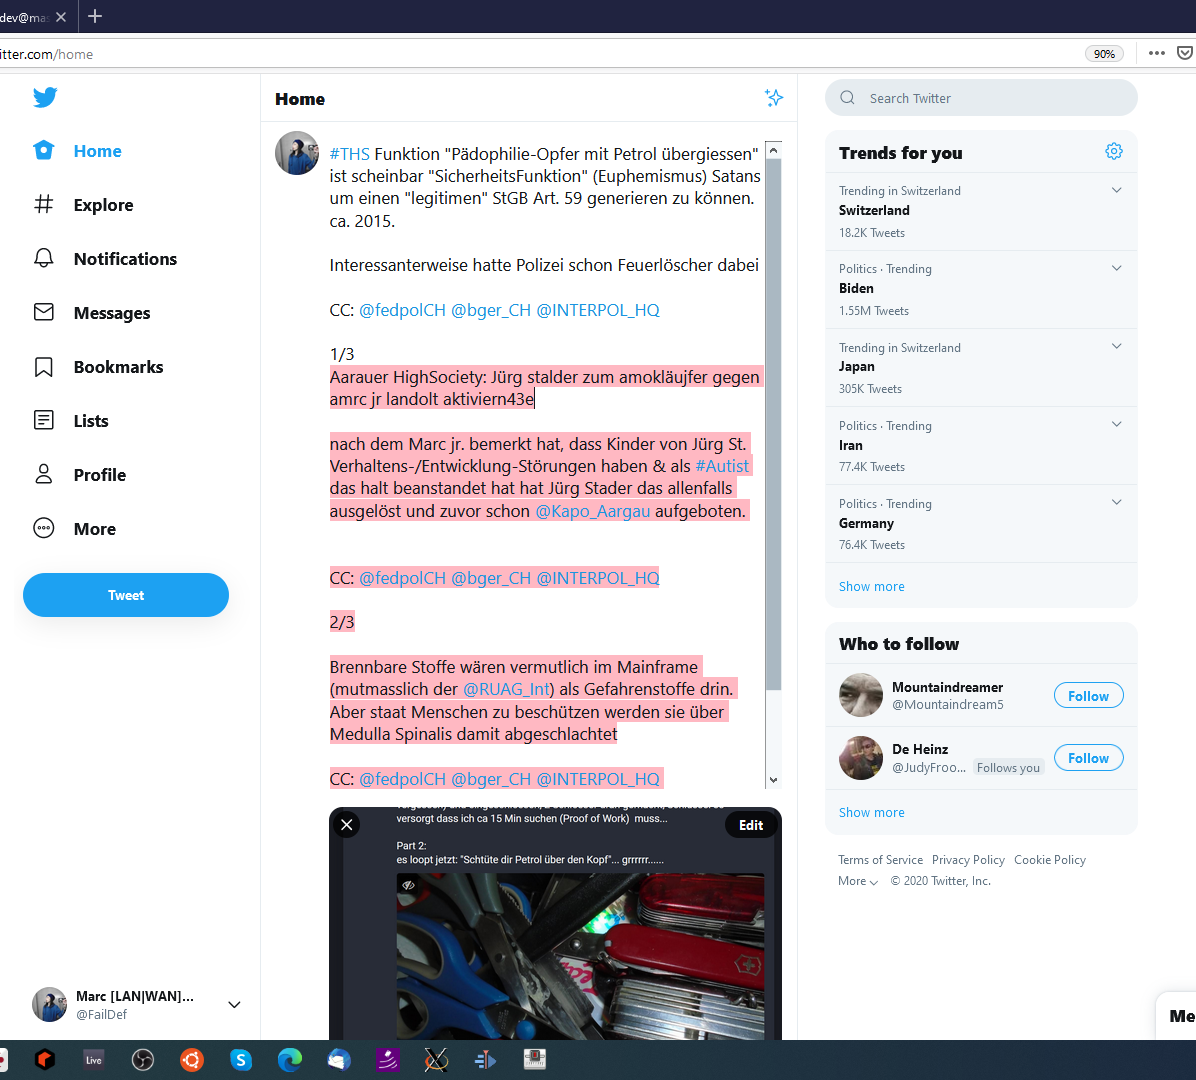 dev@mas
itter.com/home
90%
Home
Explore
Notifications
Messages
Bookmarks
Lists
Profile
More
Tweet
Marc [LAN|WAN]...
@FailDef
Home
#THS Funktion "Pädophilie-Opfer mit Petrol übergiessen"
ist scheinbar "SicherheitsFunktion" (Euphemismus) Satans
um einen "legitimen" StGB Art. 59 generieren zu können.
ca. 2015.
Interessanterweise hatte Polizei schon Feuerlöscher dabei
CC: @fedpolCH @bger_CH @INTERPOL_HQ
1/3
Aarauer HighSociety: Jürg stalder zum amokläujfer gegen
amrc jr landolt aktiviern43e
nach dem Marc jr. bemerkt hat, dass Kinder von Jürg St.
Verhaltens-/Entwicklung-Störungen haben & als #Autist
das halt beanstandet hat hat Jürg Stader das allenfalls
ausgelöst und zuvor schon @Kapo_Aargau aufgeboten.
CC: @fedpolCH @bger_CH @INTERPOL_HQ
2/3
Brennbare Stoffe wären vermutlich im Mainframe
(mutmasslich der @RUAG_Int) als Gefahrenstoffe drin.
Aber staat Menschen zu beschützen werden sie über
Medulla Spinalis damit abgeschlachtet
CC: @fedpolCH @bger_CH @INTERPOL_HQ
Edit
versorgt dass ich ca 15 Min suchen (Proof of Work) muss...
Part 2:
es loopt jetzt: "Schtüte dir Petrol über den Kopf"... grrrrrr......
Search Twitter
Trends for you
Trending in Switzerland
Switzerland
18.2K Tweets
Politics · Trending
Biden
1.55M Tweets
Trending in Switzerland
Japan
305K Tweets
Politics · Trending
Iran
77.4K Tweets
Politics · Trending
Germany
76.4K Tweets
Show more
Who to follow
Mountaindreamer
@Mountaindream5
Follow
De Heinz
@JudyFroo... Follows you
Follow
Show more
Terms of Service Privacy Policy Cookie Policy
More © 2020 Twitter, Inc.
Me
Live